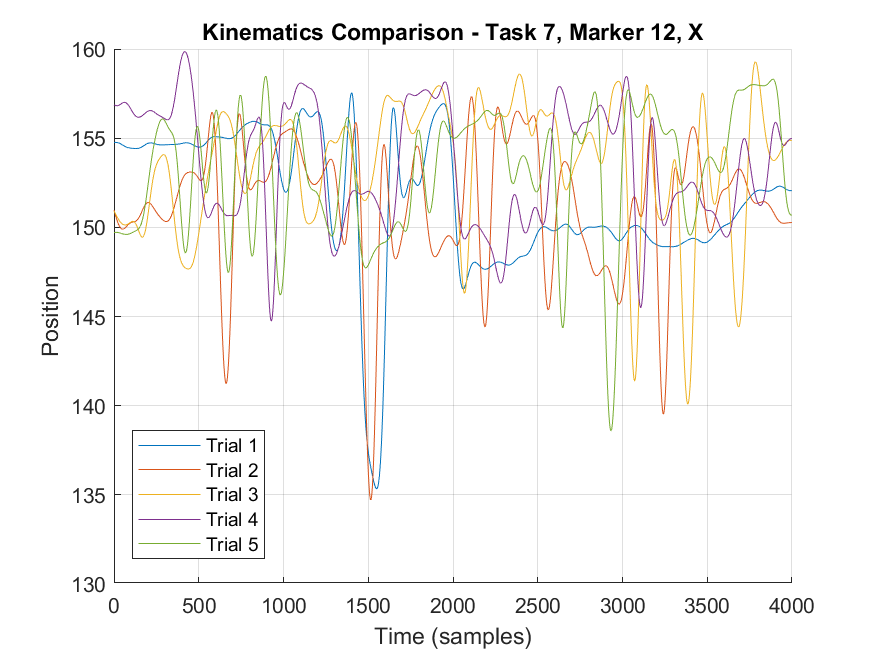 Kinematics Comparison - Task 7, Marker 12, X
160
155
150
145
140
135
130
Position
Trial 1
Trial 2
Trial 3
Trial 4
Trial 5
0 500 1000 1500 2000 2500 3000 3500 4000
Time (samples)